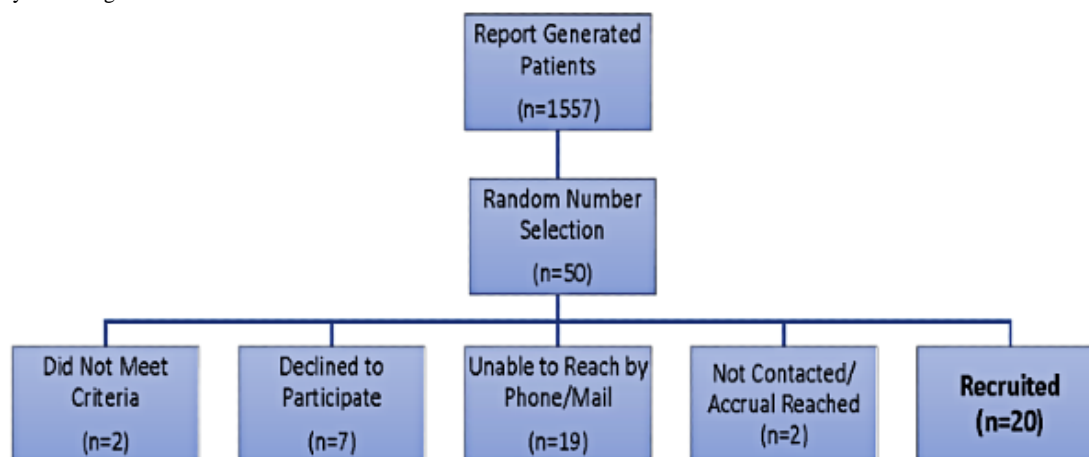 Report Generated
Patients
(n=1557)
Random Number
Selection
(n=50)
Did Not Meet
Criteria
(n=2)
Declined to
Participate
(n=7)
Unable to Reach by
Phone/Mail
(n=19)
Not Contacted/
Accrual Reached
(n=2)
Recruited
(n=20)